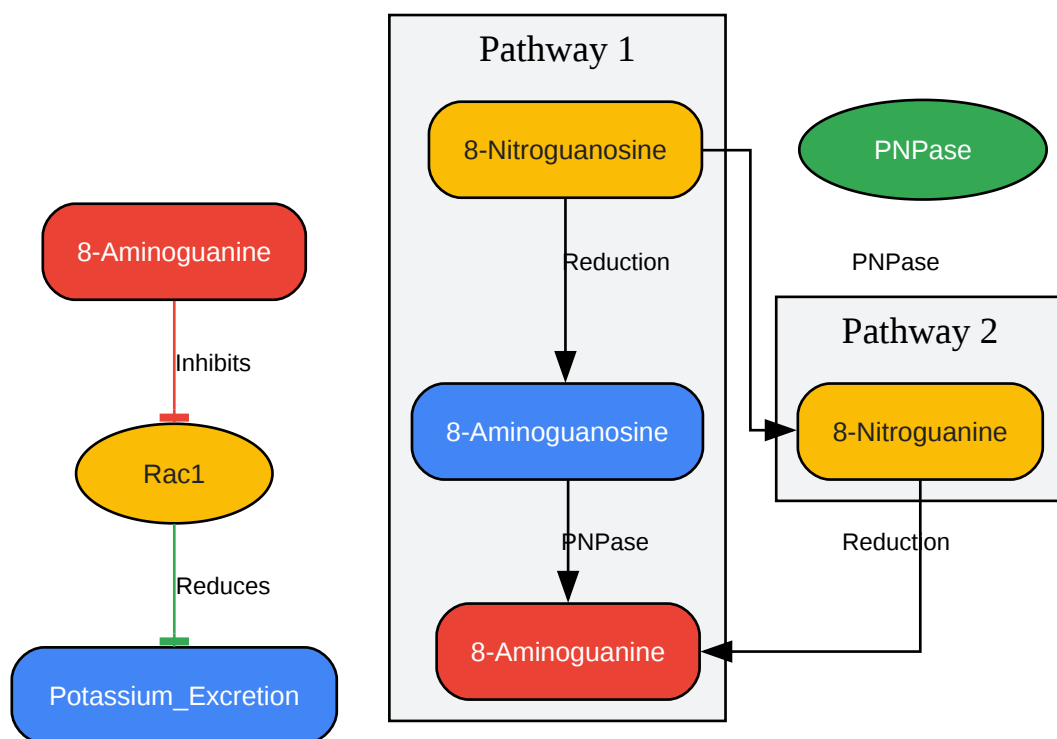 Pathway 1
8-Nitroguanosine
PNPase
8-Aminoguanine
Reduction
PNPase
Pathway 2
Inhibits
8-Aminoguanosine
8-Nitroguanine
Rac1
PNPase
Reduction
Reduces
8-Aminoguanine
Potassium_Excretion